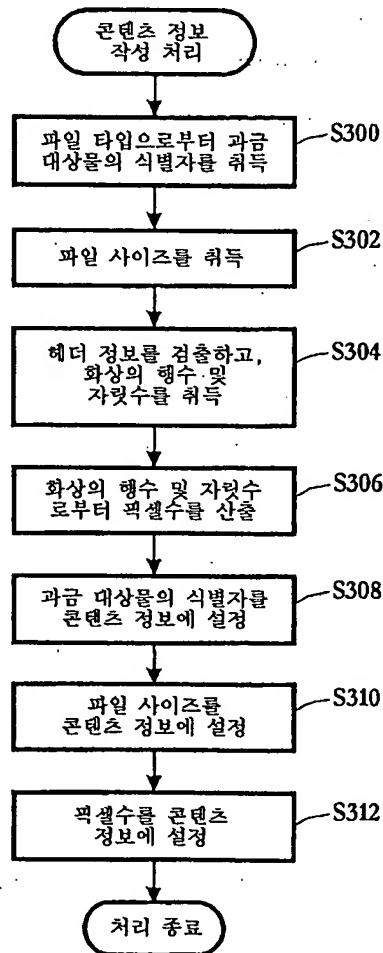 콘텐츠 정보
작성 처리
S300
파일 타입으로부터 과금
대상물의 식별자를 취득
S302
파일 사이즈를 취득
S304
헤더 정보를 검출하고,
화상의 행수 및
자릿수를 취득
S306
화상의 행수 및 자릿수
로부터 픽셀수를 산출
S308
과금 대상물의 식별자를
콘텐츠 정보에 설정
S310
파일 사이즈를
콘텐츠 정보에 설정
S312
픽셀수를 콘텐츠
정보에 설정
처리 종료